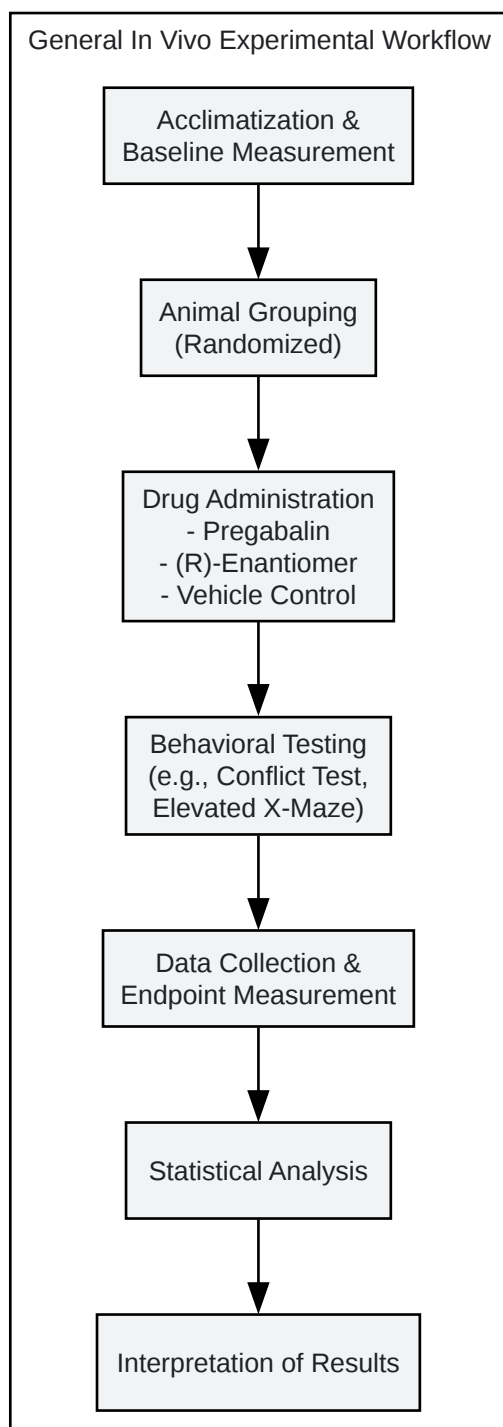 General In Vivo Experimental Workflow
Acclimatization &
Baseline Measurement
Animal Grouping
(Randomized)
Drug Administration
- Pregabalin
- (R)-Enantiomer
- Vehicle Control
Behavioral Testing
(e.g., Conflict Test,
Elevated X-Maze)
Data Collection &
Endpoint Measurement
Statistical Analysis
Interpretation of Results